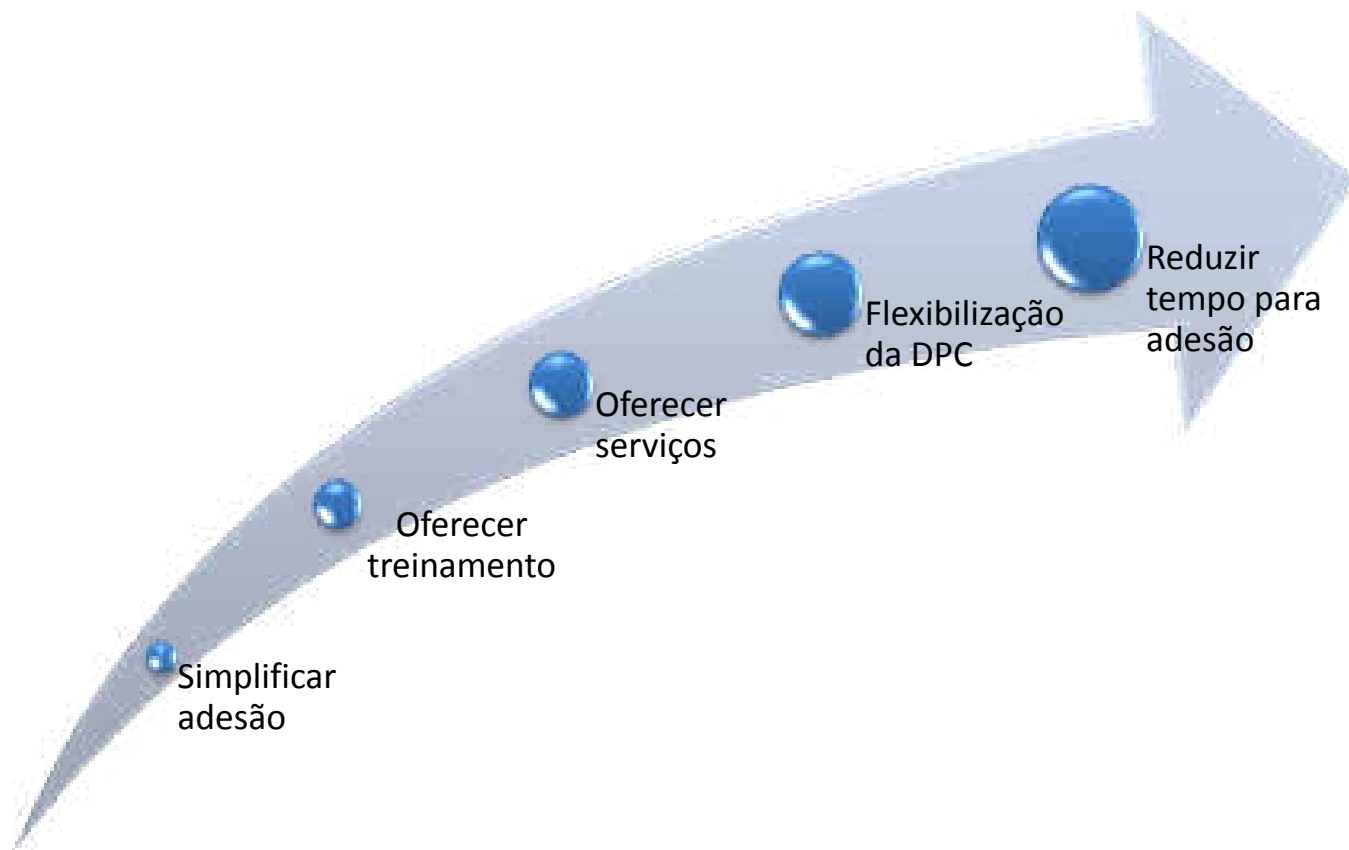 Simplificar
adesão
Oferecer
treinamento
Oferecer
serviços
Flexibilização
da DPC
Reduzir
tempo para
adesão